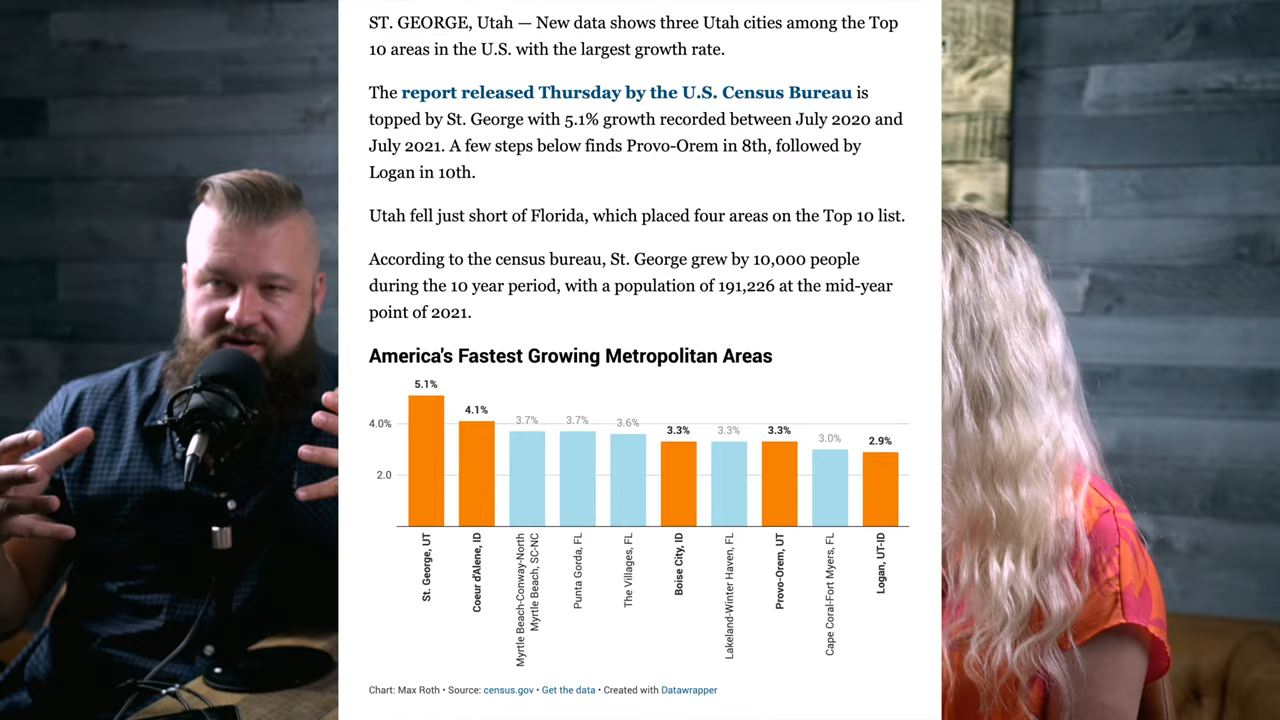 ST. GEORGE, Utah — New data shows three Utah cities among the Top
10 areas in the U.S. with the largest growth rate.
The report released Thursday by the U.S. Census Bureau is
topped by St. George with 5.1% growth recorded between July 2020 and
July 2021. A few steps below finds Provo-Orem in 8th, followed by
Logan in 10th.
Utah fell just short of Florida, which placed four areas on the Top 10 list.
According to the census bureau, St. George grew by 10,000 people
during the 10 year period, with a population of 191,226 at the mid-year
point of 2021.
America's Fastest Growing Metropolitan Areas
5.1%
4.1%
3.7%
3.7%
3.6%
3.3%
3.3%
3.3%
3.0%
2.9%
4.0%
2.0
St. George, UT
Coeur d'Alene, ID
Myrtle Beach-Conway-North
Myrtle Beach, SC-NC
Punta Gorda, FL
The Villages, FL
Boise City, ID
Lakeland-Winter Haven, FL
Provo-Orem, UT
Cape Coral-Fort Myers, FL
Logan, UT-ID
Chart: Max Roth • Source: census.gov • Get the data • Created with Datawrapper